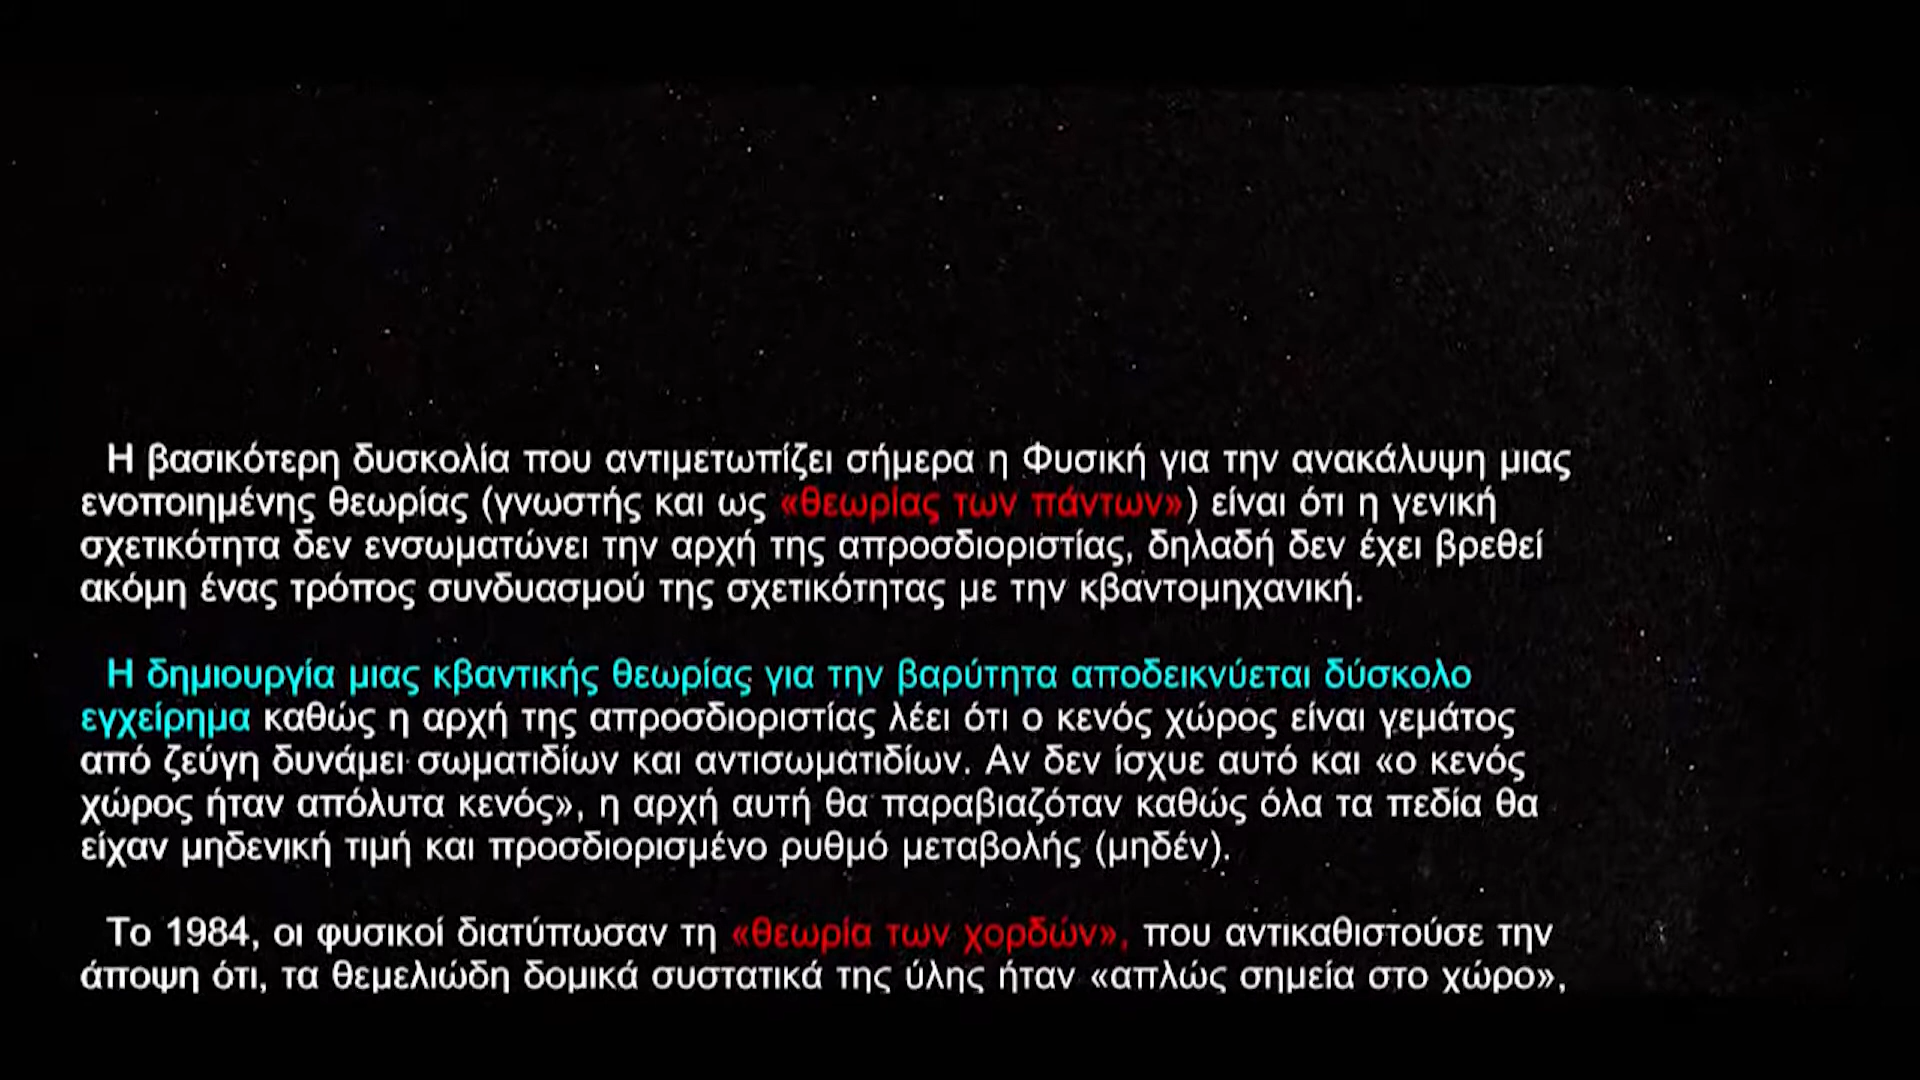 Η βασικότερη δυσκολία που αντιμετωπίζει σήμερα η Φυσική για την ανακάλυψη μιας
ενοποιημένης θεωρίας (γνωστής και ως «θεωρίας των πάντων») είναι ότι η γενική
σχετικότητα δεν ενσωματώνει την αρχή της απροσδιοριστίας, δηλαδή δεν έχει βρεθεί
ακόμη ένας τρόπος συνδυασμού της σχετικότητας με την κβαντομηχανική.
Η δημιουργία μιας κβαντικής θεωρίας για την βαρύτητα αποδεικνύεται δύσκολο
εγχείρημα καθώς η αρχή της απροσδιοριστίας λέει ότι ο κενός χώρος είναι γεμάτος
από ζεύγη δυνάμει σωματιδίων και αντισωματιδίων. Αν δεν ίσχυε αυτό και «ο κενός
χώρος ήταν απόλυτα κενός», η αρχή αυτή θα παραβιαζόταν καθώς όλα τα πεδία θα
είχαν μηδενική τιμή και προσδιορισμένο ρυθμό μεταβολής (μηδέν).
Το 1984, οι φυσικοί διατύπωσαν τη «θεωρία των χορδών», που αντικαθιστούσε την
άποψη ότι, τα θεμελιώδη δομικά συστατικά της ύλης ήταν «απλώς σημεία στο χώρο»,